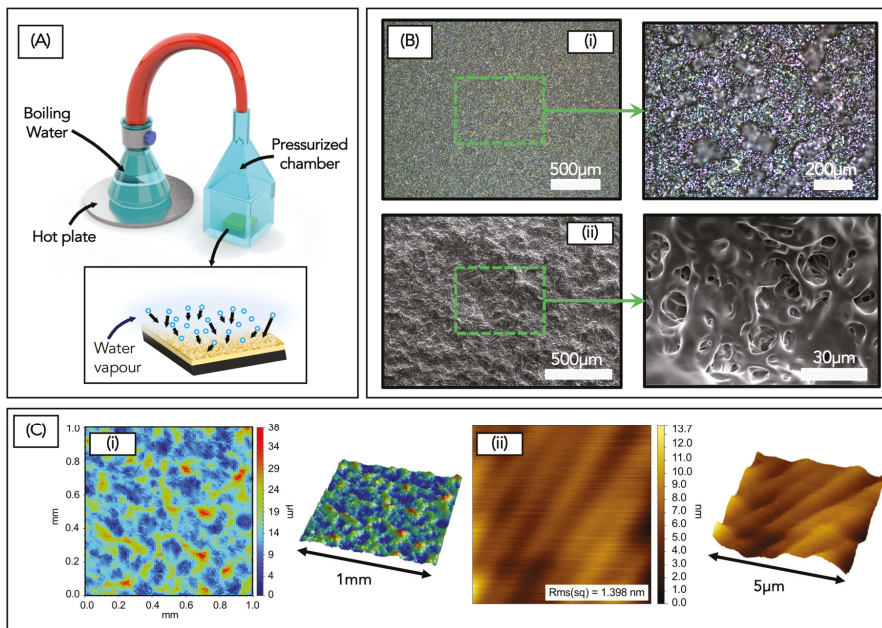 (A)
Boiling
Water
Pressurized
chamber
Hot plate
Water
vapour
(B)
(i)
500µm
200µm
(ii)
500µm
30µm
(C)
(i)
1.0
0.8
0.6
0.4
0.2
0.0
mm
0.0 0.2 0.4 0.6 0.8 1.0
mm
38
34
29
24
19
14
9
4
0
µm
1mm
(ii)
Rms(sq) = 1.398 nm
13.7
12.0
11.0
10.0
9.0
8.0
7.0
6.0
5.0
4.0
3.0
2.0
1.0
0.0
nm
5µm